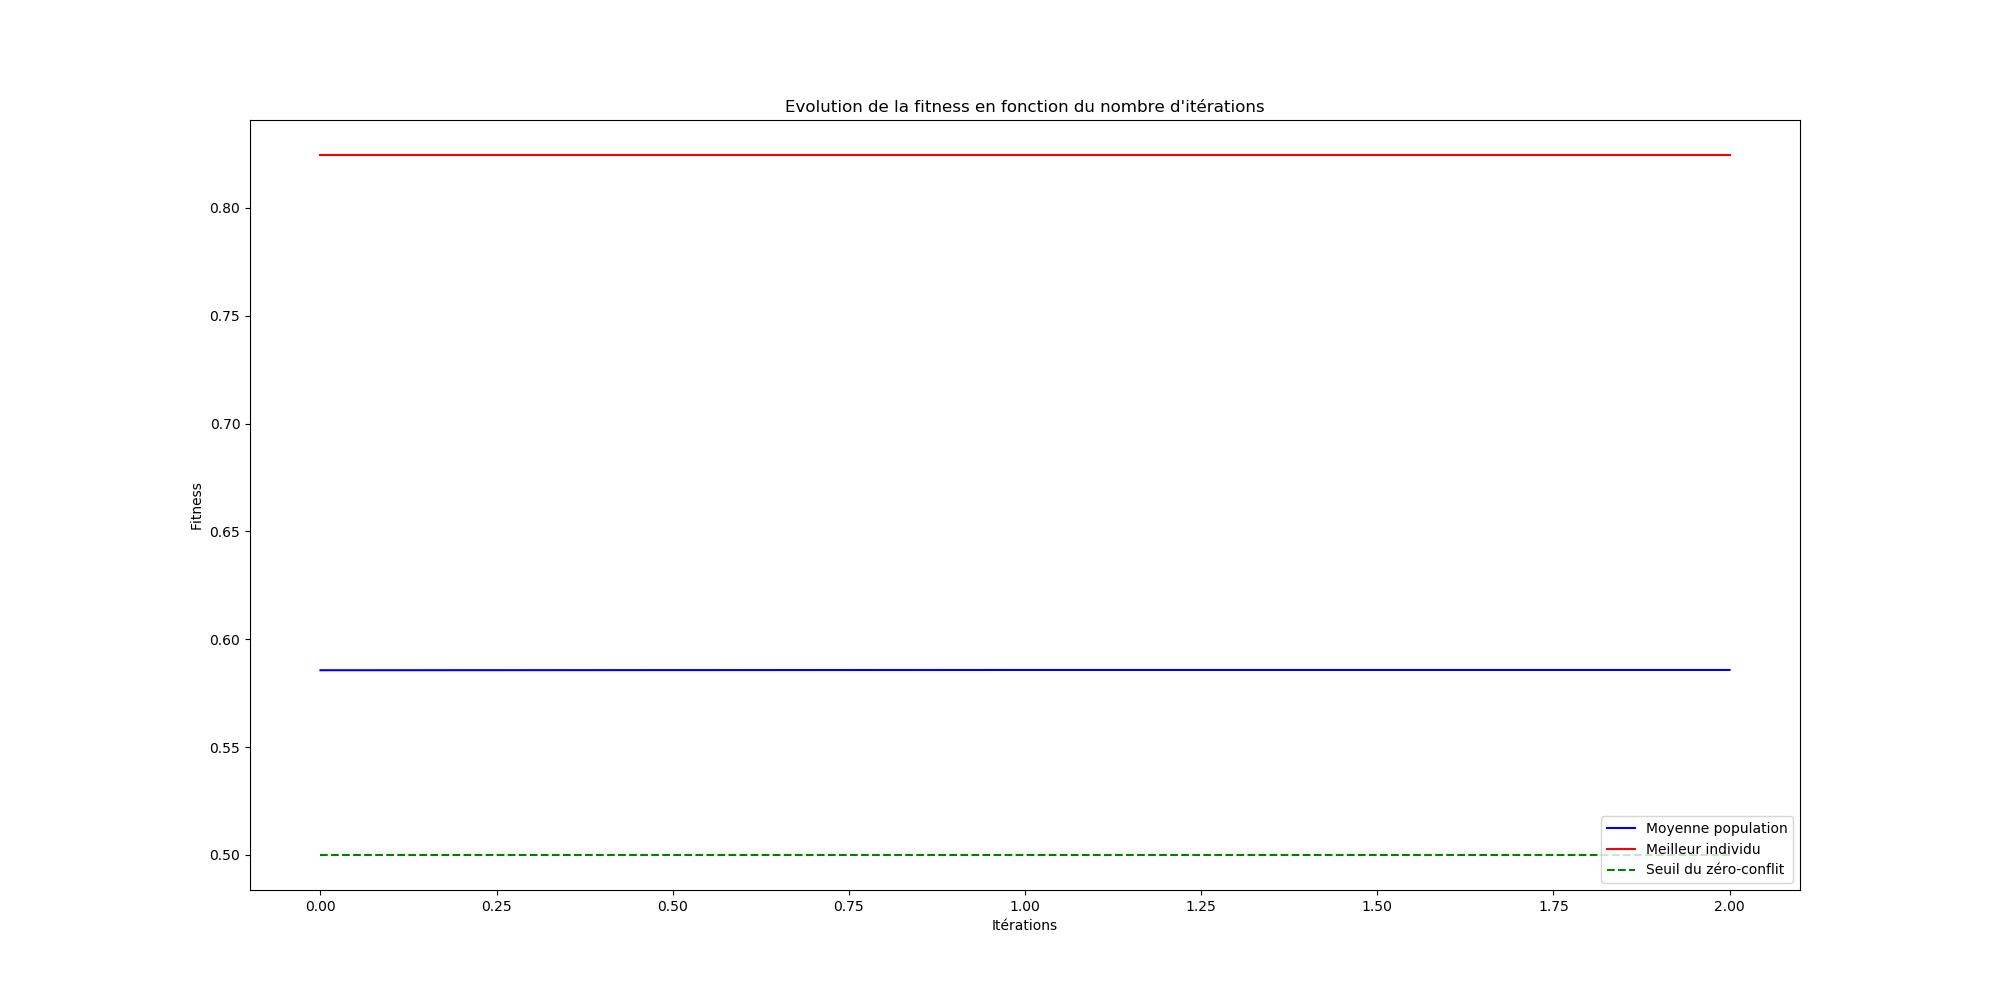 Evolution de la fitness en fonction du nombre d'itérations
Fitness
0.80
0.75
0.70
0.65
0.60
0.55
0.50
0.00 0.25 0.50 0.75 1.00 1.25 1.50 1.75 2.00
Itérations
Moyenne population
Meilleur individu
Seuil du zéro-conflit